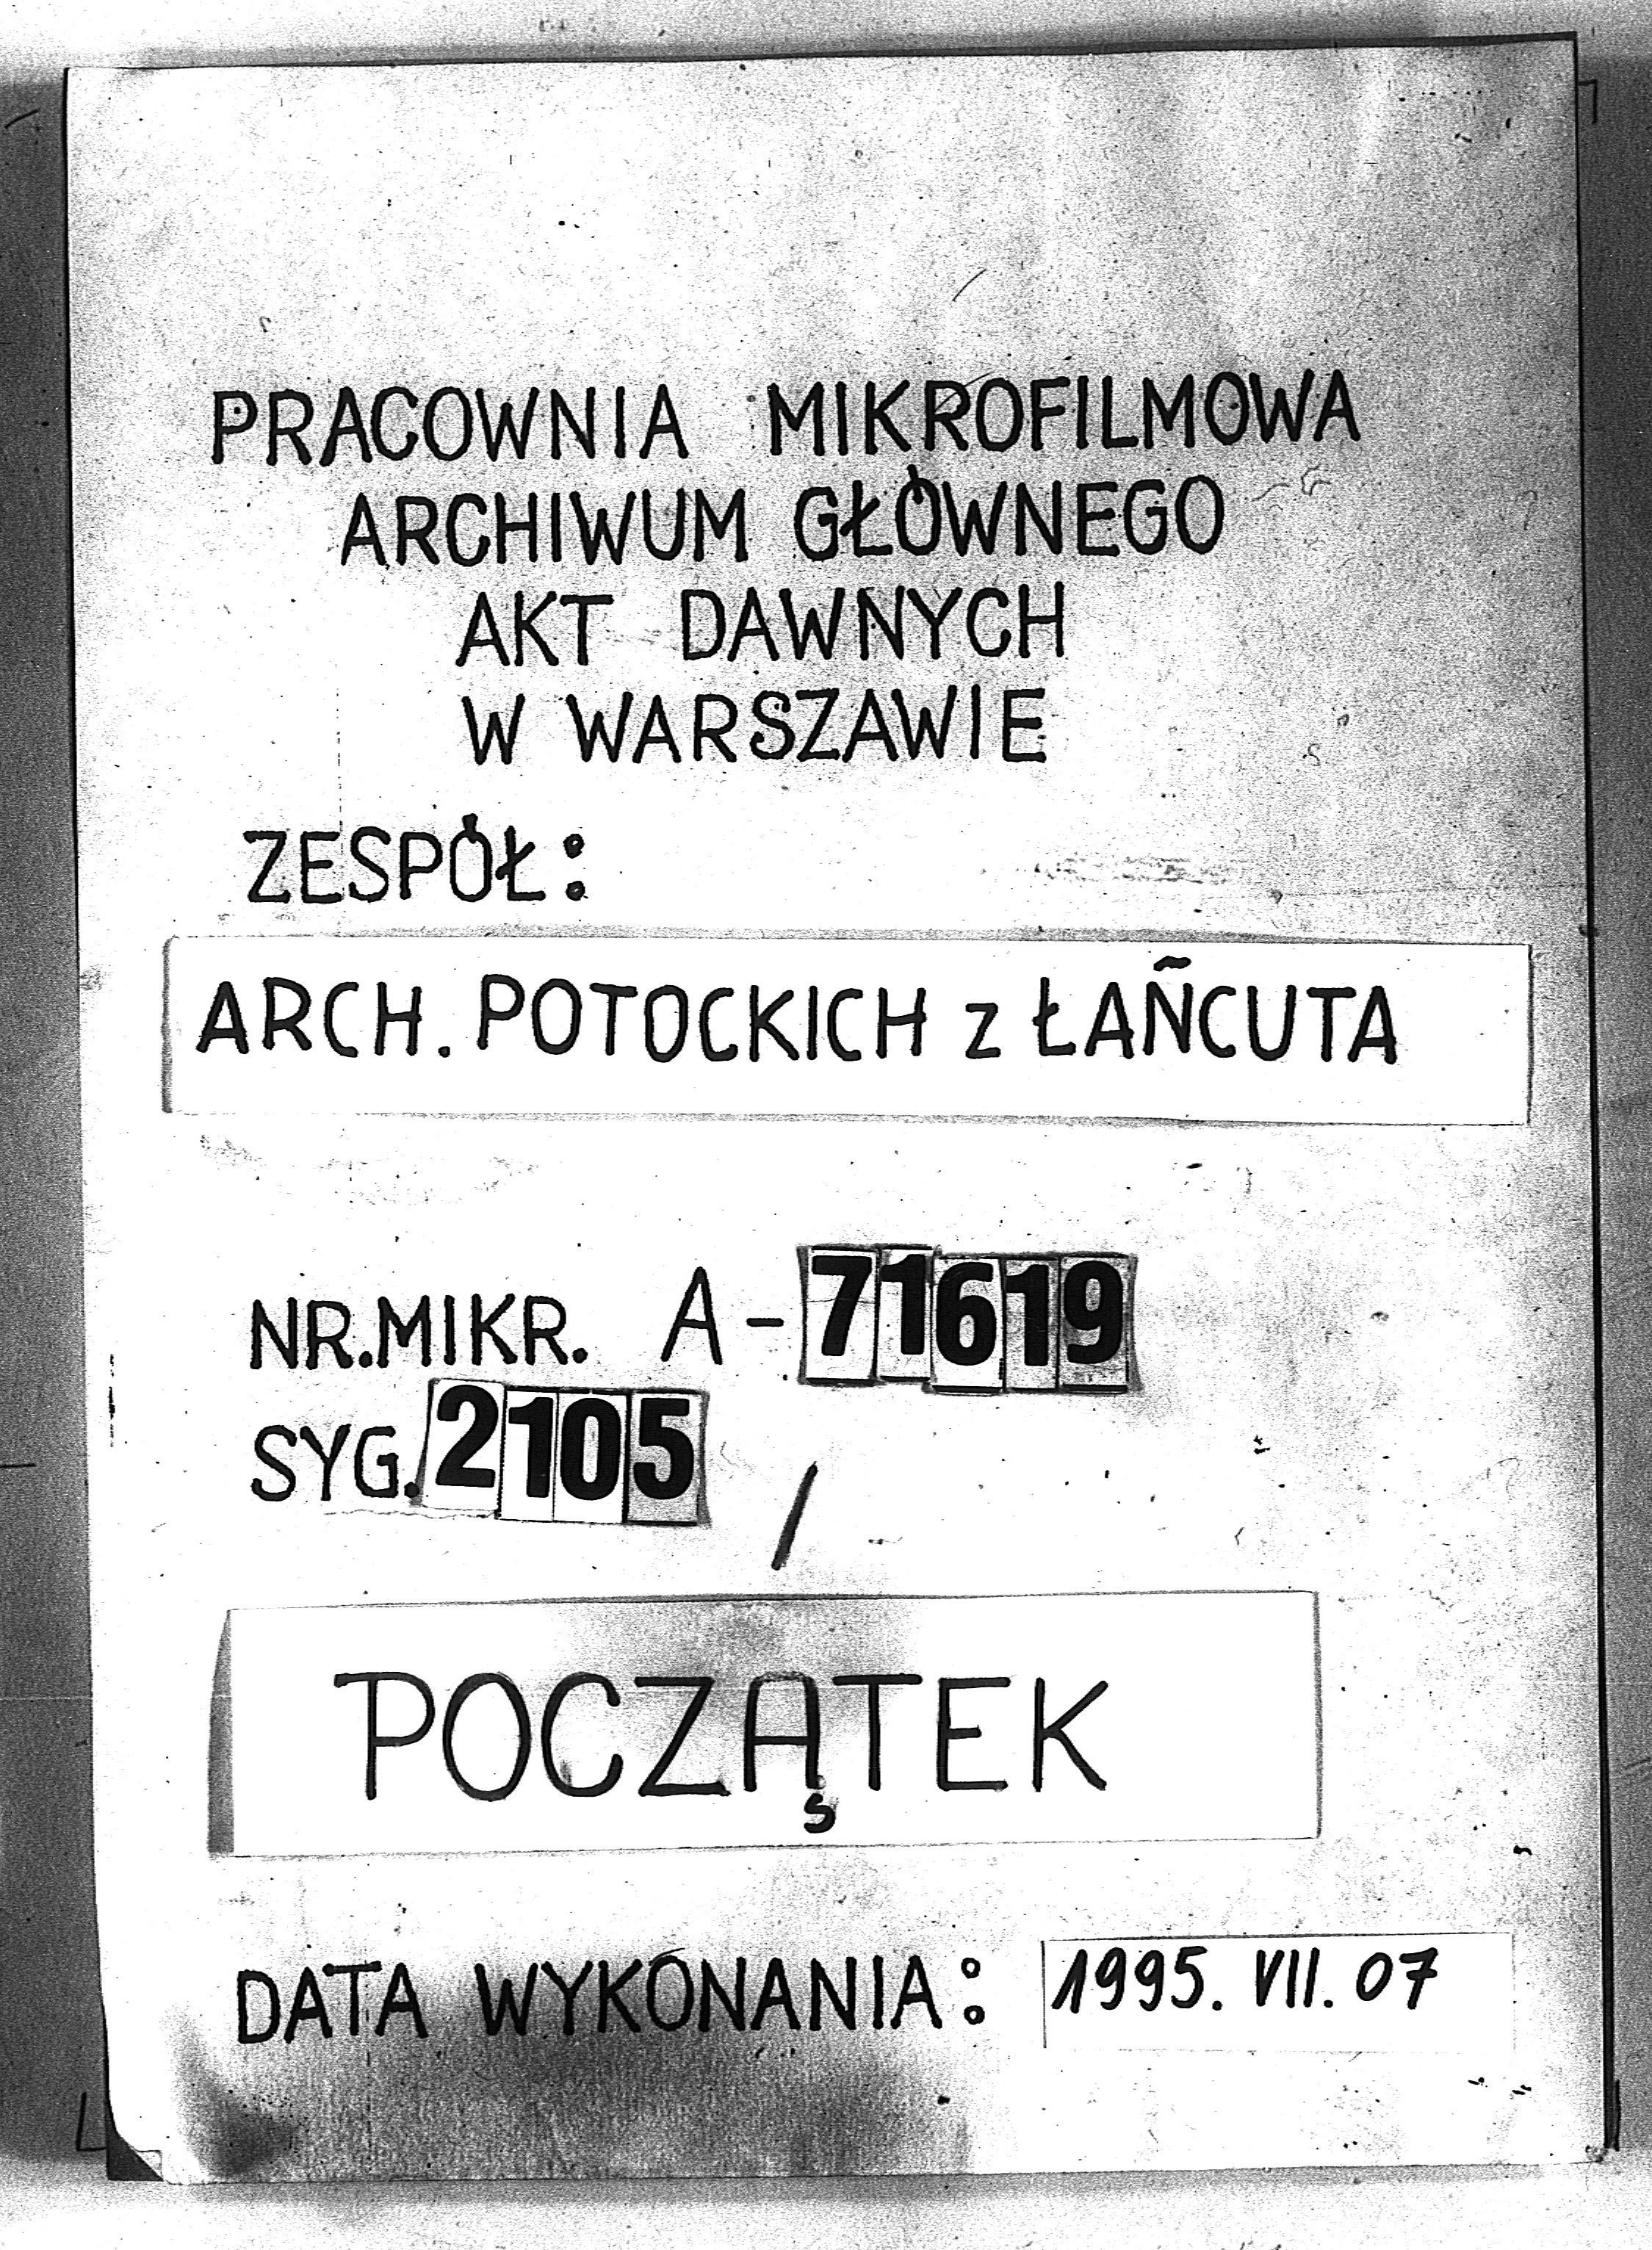 PRACOWNIA MIKROFILMOWA
ARCHIWUM GŁÓWNEGO
AKT DAWNYCH
W WARSZAWIE
ZESPÓŁ:
ARCH. POTOCKICH z ŁAÑCUTA
NR.MIKR. A-71619
SYG. 2105 /
POCZĄTEK
DATA WYKONANIA: 1995. VII. 07